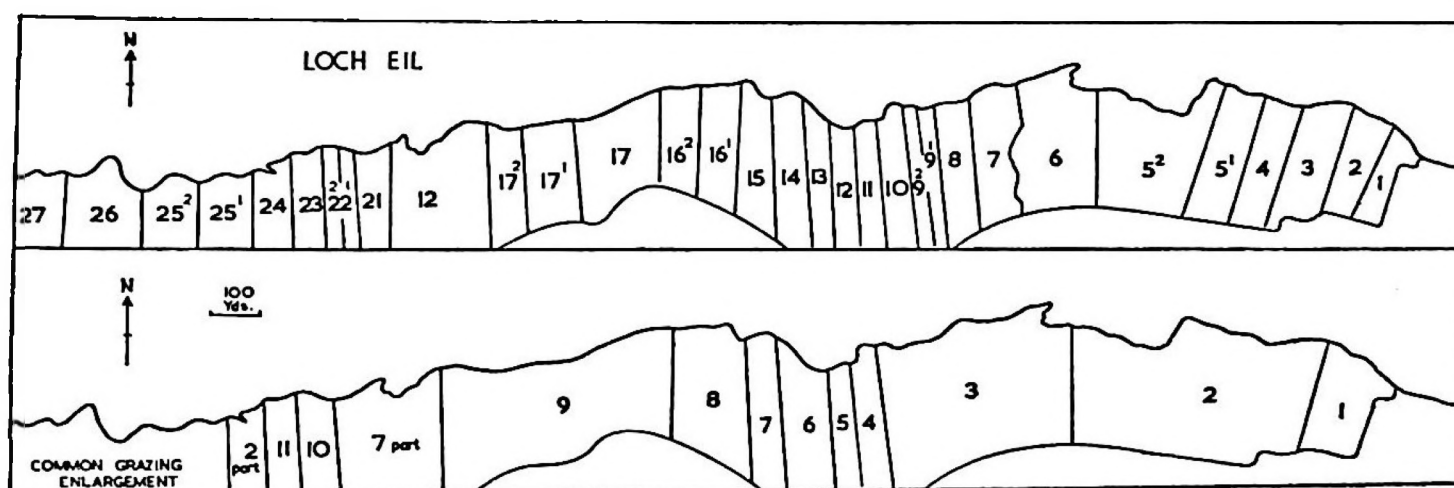 N
LOCH EIL
27 26 25² 25¹ 24 23 22² 22¹ 21 12 17² 17¹ 17 16² 16¹ 15 14 13 12 11 10 9² 9¹ 8 7 6 5² 5¹ 4 3 2 1
N
100
Yds.
COMMON GRAZING
ENLARGEMENT
2 part 11 10 7 part 9 8 7 6 5 4 3 2 1